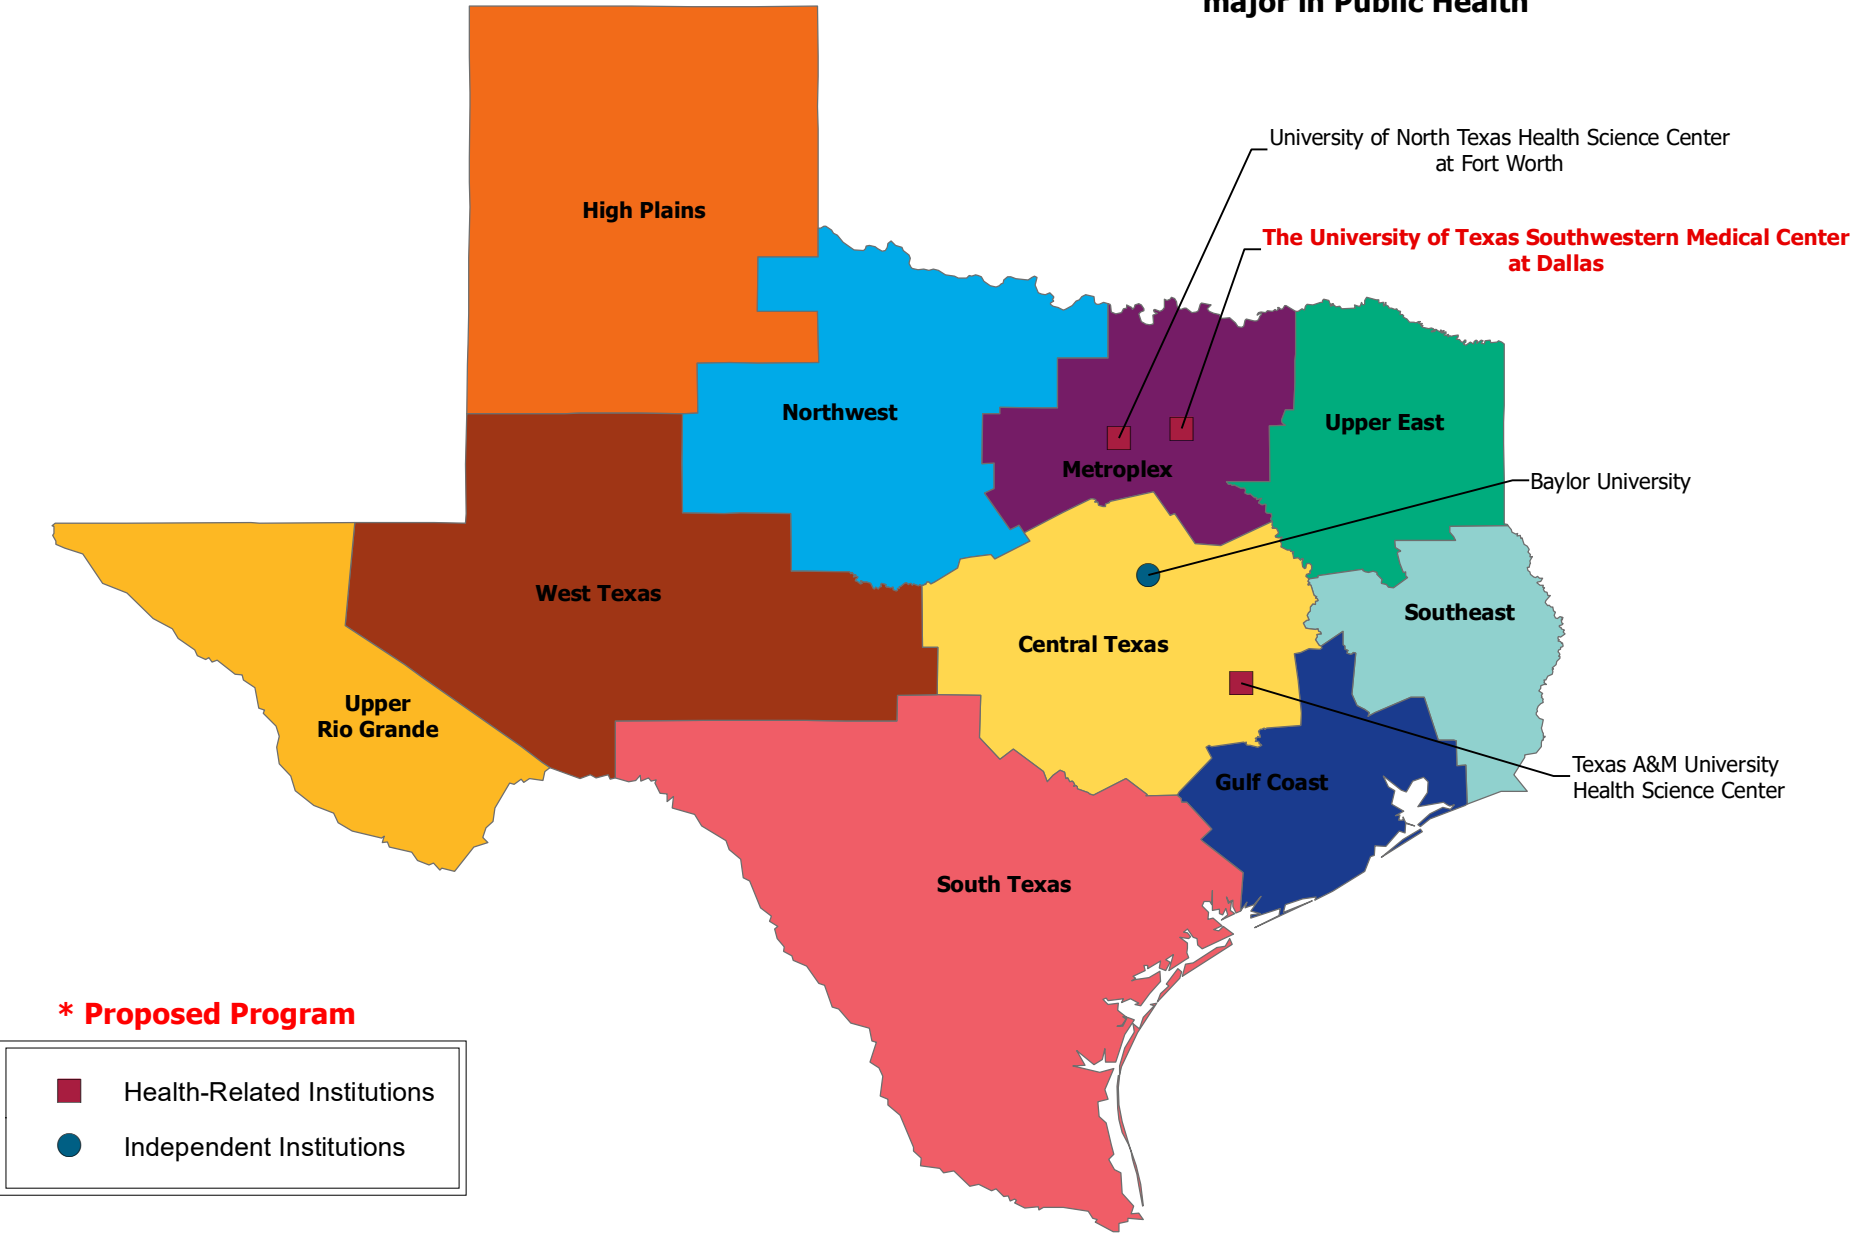 major in Public Health
University of North Texas Health Science Center
at Fort Worth
The University of Texas Southwestern Medical Center
at Dallas
High Plains
Northwest
Upper East
Metroplex
Baylor University
West Texas
Southeast
Central Texas
Upper
Rio Grande
Texas A&M University
Health Science Center
Gulf Coast
South Texas
* Proposed Program
Health-Related Institutions
Independent Institutions